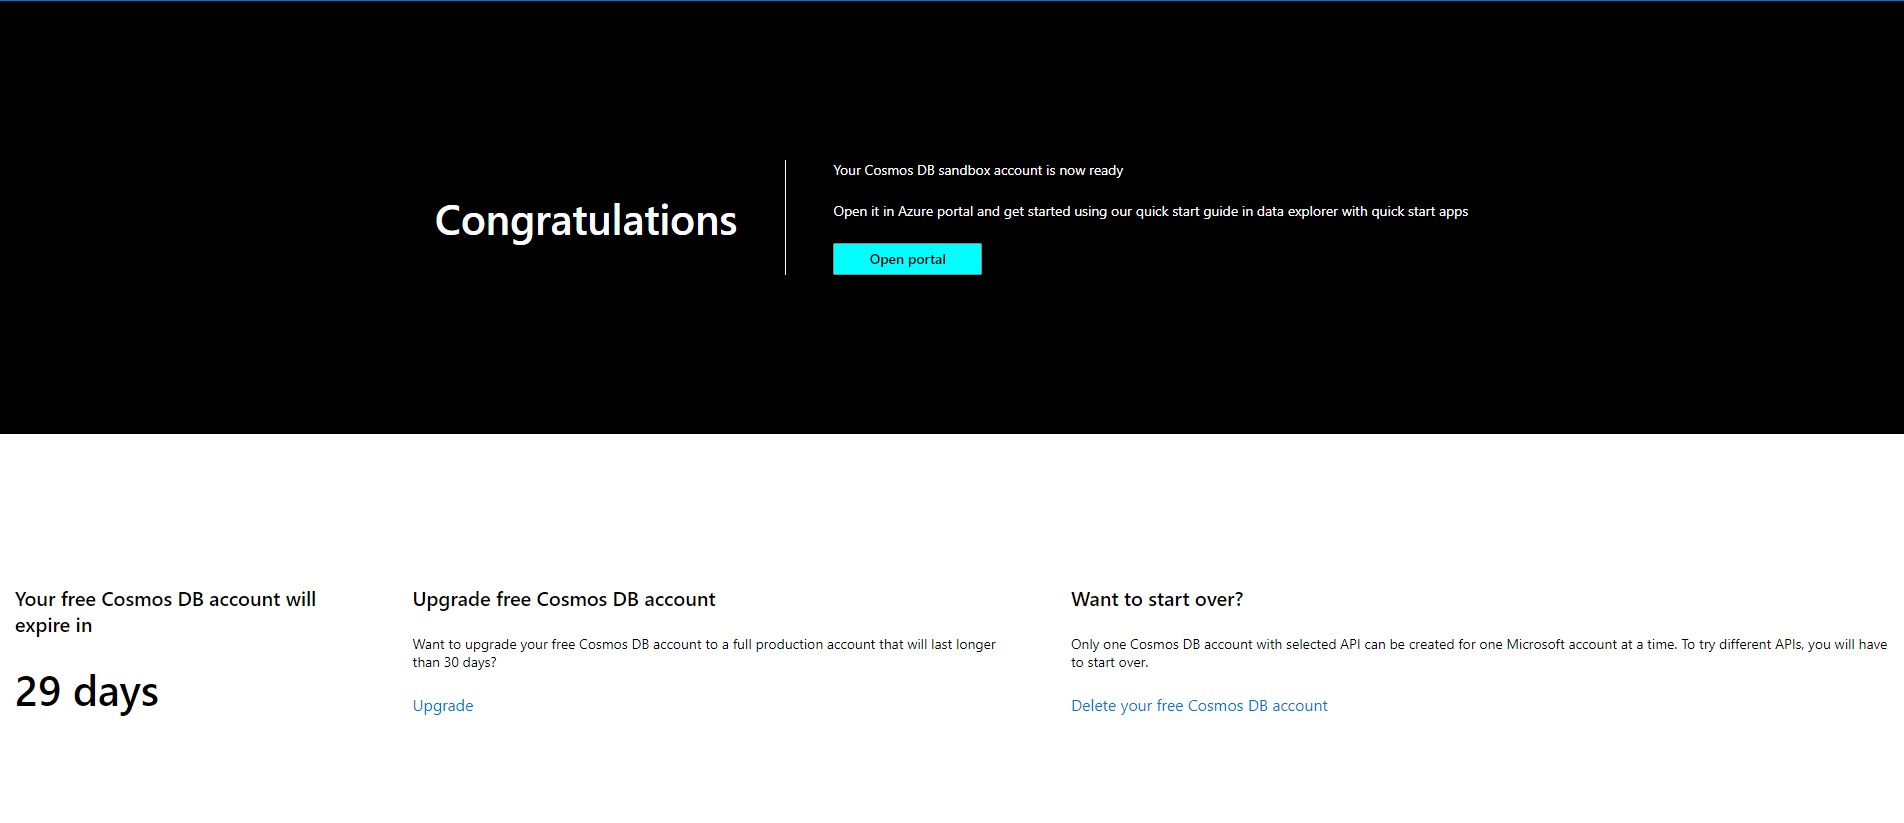 Congratulations
Your Cosmos DB sandbox account is now ready
Open it in Azure portal and get started using our quick start guide in data explorer with quick start apps
Open portal
Your free Cosmos DB account will
expire in
29 days
Upgrade free Cosmos DB account
Want to upgrade your free Cosmos DB account to a full production account that will last longer
than 30 days?
Upgrade
Want to start over?
Only one Cosmos DB account with selected API can be created for one Microsoft account at a time. To try different APIs, you will have
to start over.
Delete your free Cosmos DB account